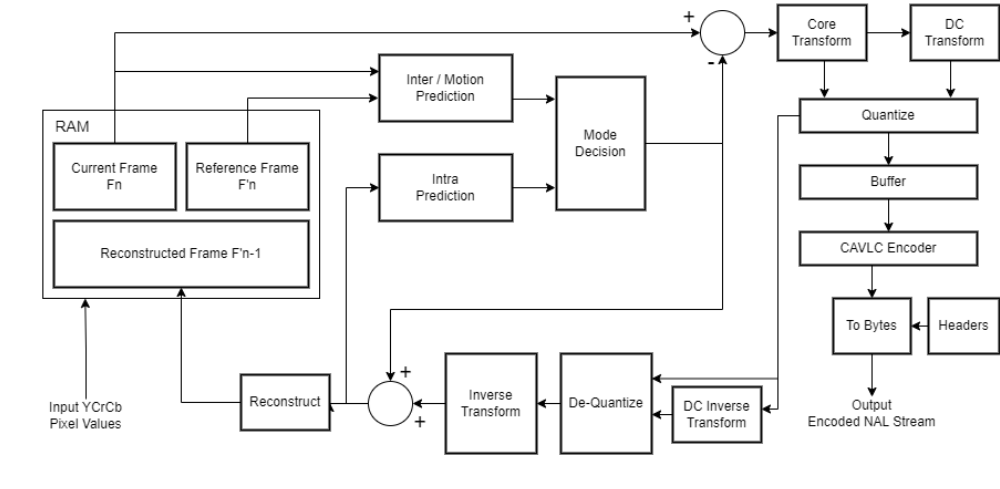 +
Core
Transform
DC
Transform
-
Inter / Motion
Prediction
RAM
Mode
Decision
Quantize
Current Frame
Fn
Reference Frame
F'n
Intra
Prediction
Buffer
Reconstructed Frame F'n-1
CAVLC Encoder
To Bytes
Headers
+
Reconstruct
Inverse
Transform
De-Quantize
DC Inverse
Transform
+
Input YCrCb
Pixel Values
Output
Encoded NAL Stream